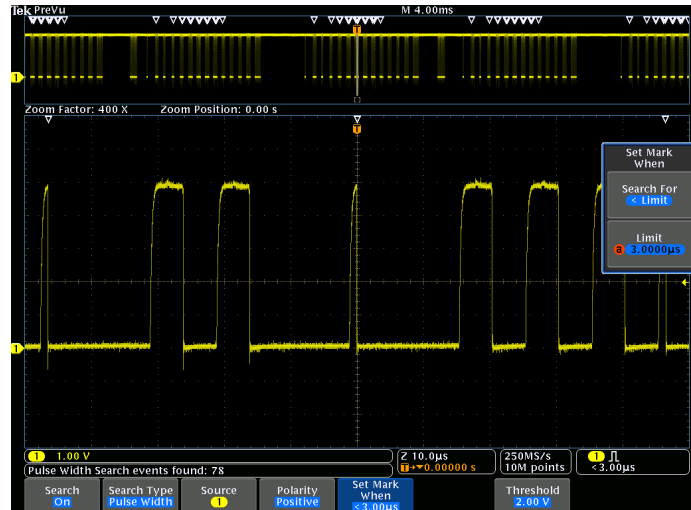 Tek PreVu M 4.00ms
T
1
Zoom Factor: 400 X Zoom Position: 0.00 s
T
Set Mark
When
Search For
< Limit
Limit
a 3.0000µs
1
1 1.00 V
Z 10.0µs
T→▼0.00000 s
250MS/s
10M points
1
<3.00µs
Pulse Width Search events found: 78
Search
On
Search Type
Pulse Width
Source
1
Polarity
Positive
Set Mark
When
<3.00µs
Threshold
2.00 V